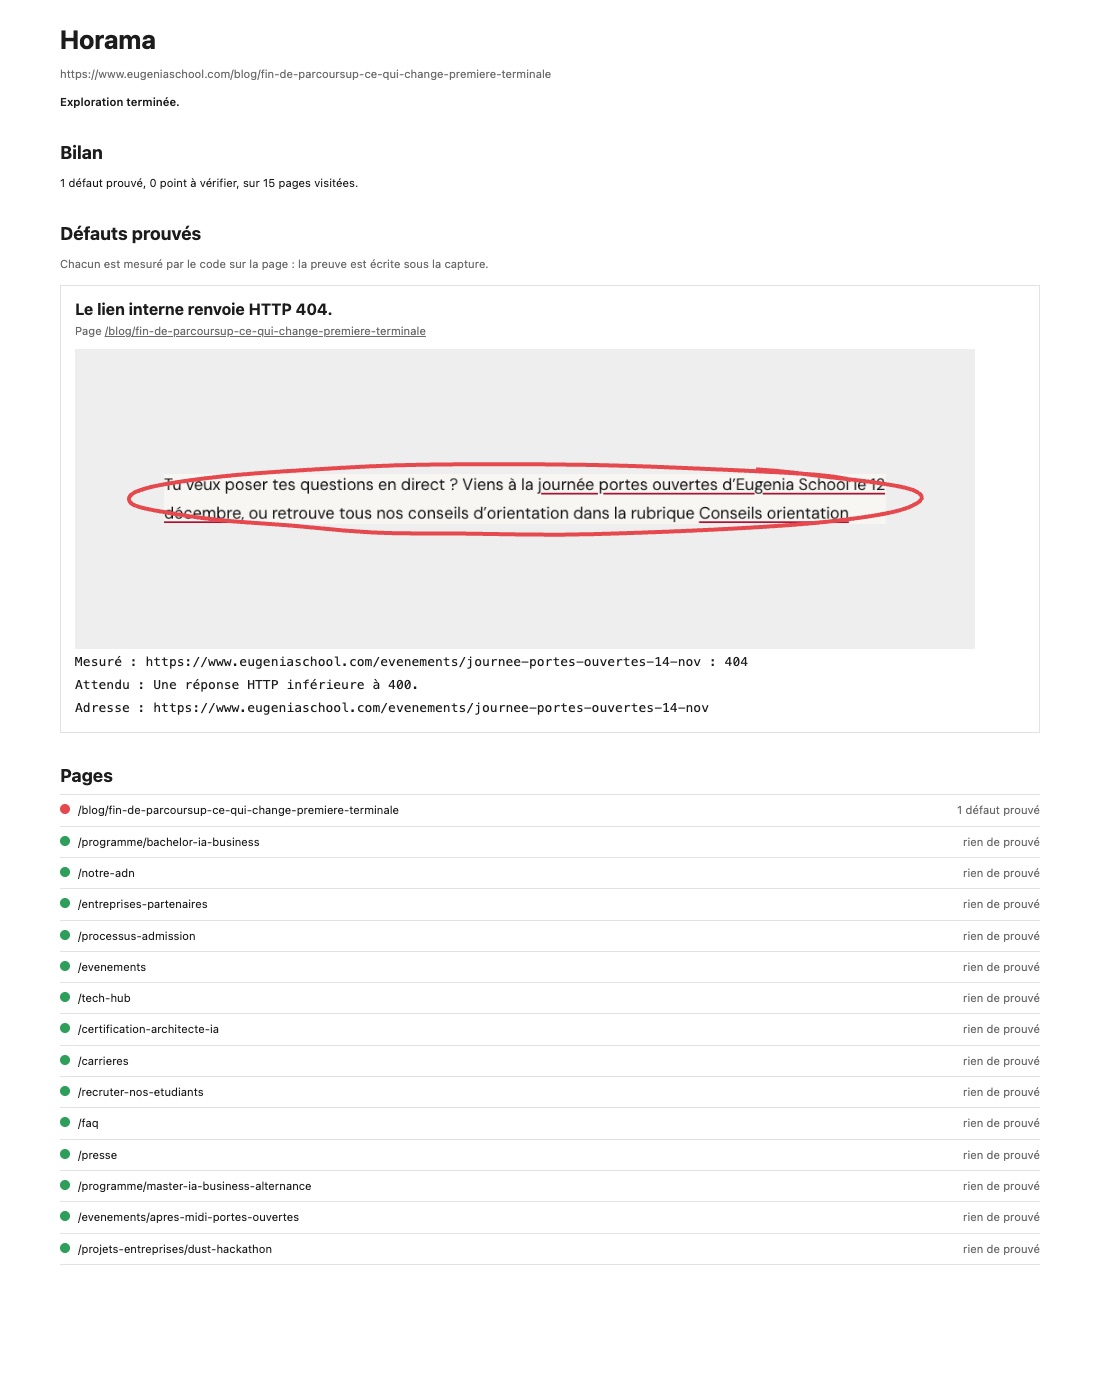 Horama
https://www.eugeniaschool.com/blog/fin-de-parcoursup-ce-qui-change-premiere-terminale
Exploration terminée.
Bilan
1 défaut prouvé, 0 point à vérifier, sur 15 pages visitées.
Défauts prouvés
Chacun est mesuré par le code sur la page : la preuve est écrite sous la capture.
Le lien interne renvoie HTTP 404.
Page /blog/fin-de-parcoursup-ce-qui-change-premiere-terminale
Tu veux poser tes questions en direct ? Viens à la journée portes ouvertes d’Eugenia School le 12
décembre, ou retrouve tous nos conseils d’orientation dans la rubrique Conseils orientation
Mesuré : https://www.eugeniaschool.com/evenements/journee-portes-ouvertes-14-nov : 404
Attendu : Une réponse HTTP inférieure à 400.
Adresse : https://www.eugeniaschool.com/evenements/journee-portes-ouvertes-14-nov
Pages
/blog/fin-de-parcoursup-ce-qui-change-premiere-terminale 1 défaut prouvé
/programme/bachelor-ia-business rien de prouvé
/notre-adn rien de prouvé
/entreprises-partenaires rien de prouvé
/processus-admission rien de prouvé
/evenements rien de prouvé
/tech-hub rien de prouvé
/certification-architecte-ia rien de prouvé
/carrieres rien de prouvé
/recruter-nos-etudiants rien de prouvé
/faq rien de prouvé
/presse rien de prouvé
/programme/master-ia-business-alternance rien de prouvé
/evenements/apres-midi-portes-ouvertes rien de prouvé
/projets-entreprises/dust-hackathon rien de prouvé